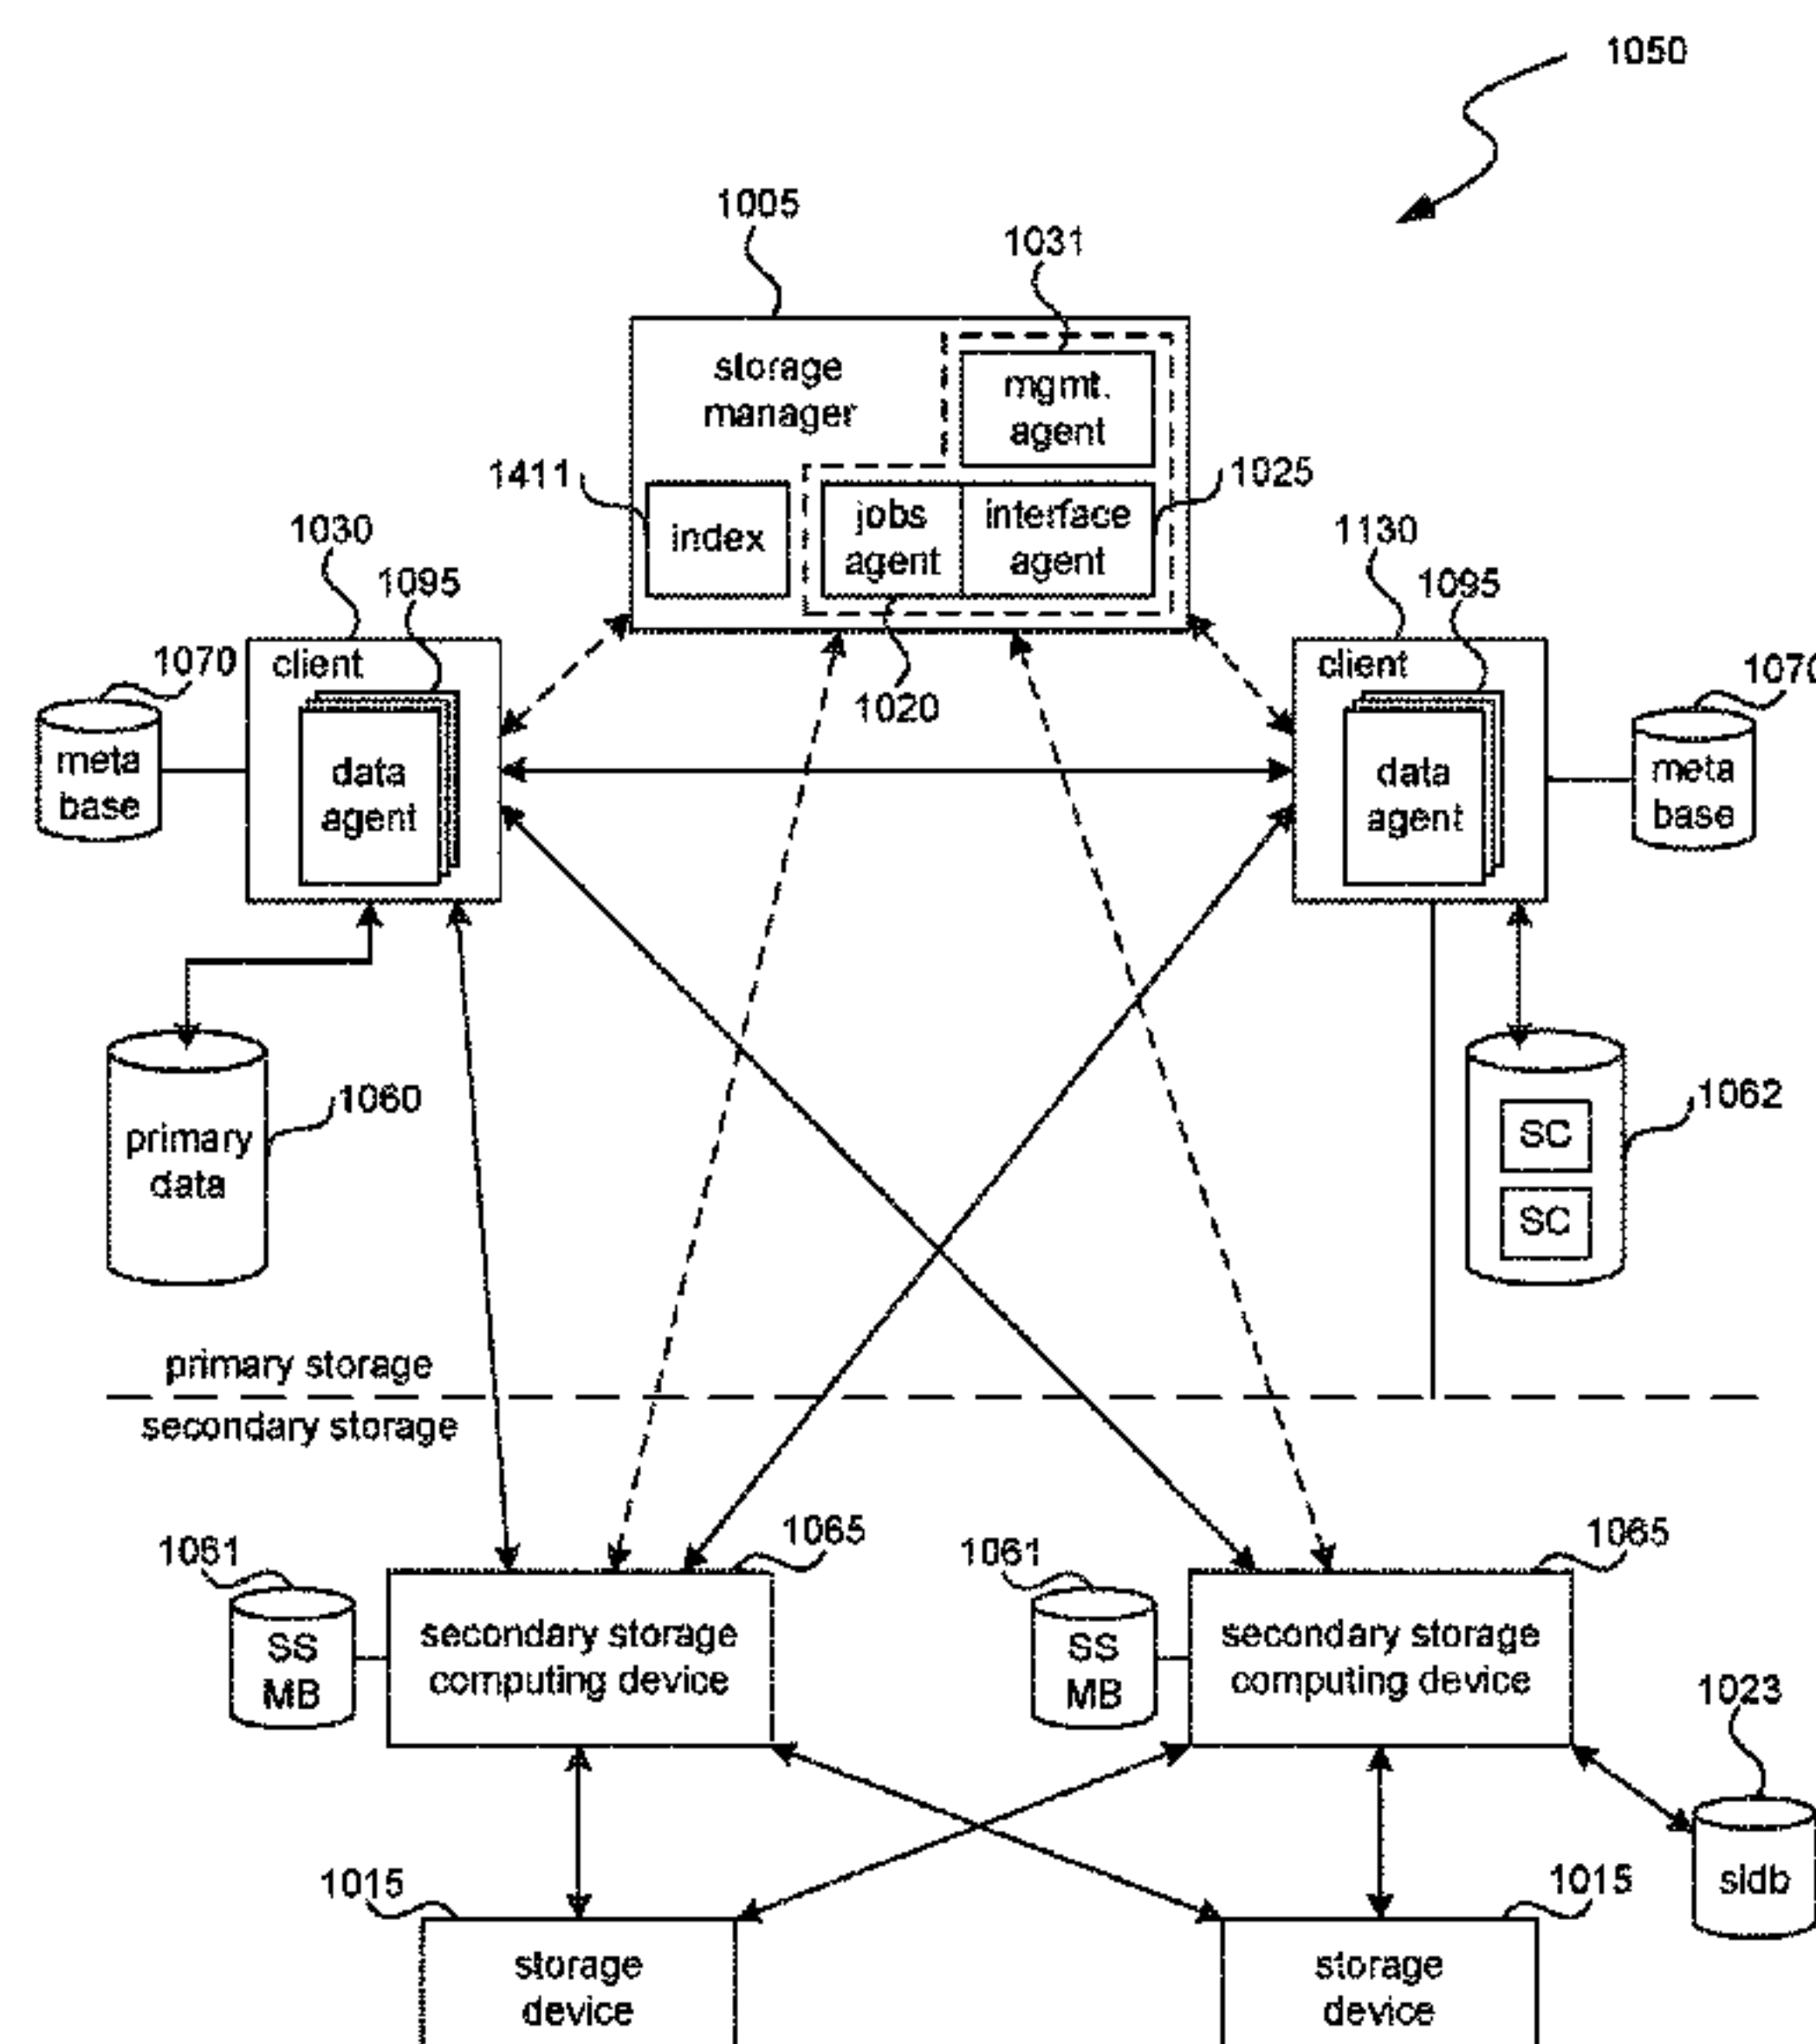 1050
1005
1031
storage
manager
mgmt.
agent
1411
index
jobs
agent
interface
agent
1025
1020
1030
1095
client
data
agent
1070
meta
base
1130
1095
client
data
agent
1070
meta
base
primary
data
1060
SC
SC
1062
primary storage
secondary storage
1061
SS
MB
1065
secondary storage
computing device
1061
SS
MB
1065
secondary storage
computing device
1023
sidb
1015
storage
device
1015
storage
device